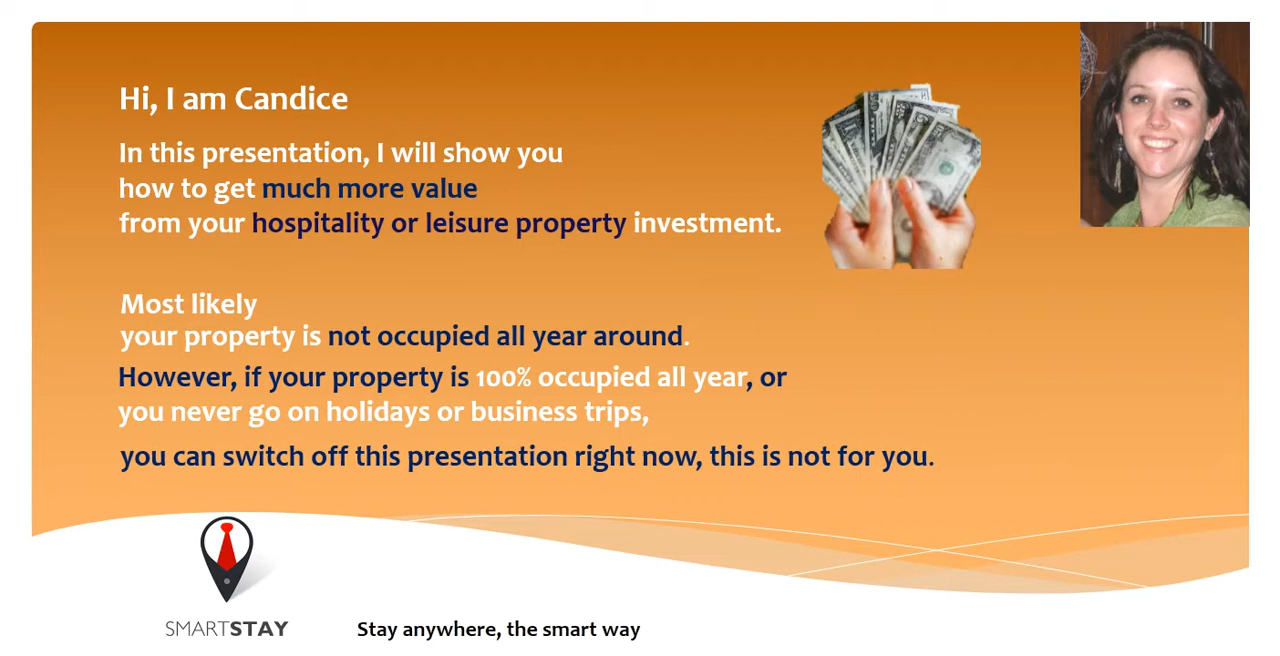 Hi, I am Candice
In this presentation, I will show you
how to get much more value
from your hospitality or leisure property investment.
Most likely
your property is not occupied all year around.
However, if your property is 100% occupied all year, or
you never go on holidays or business trips,
you can switch off this presentation right now, this is not for you.
SMARTSTAY
Stay anywhere, the smart way